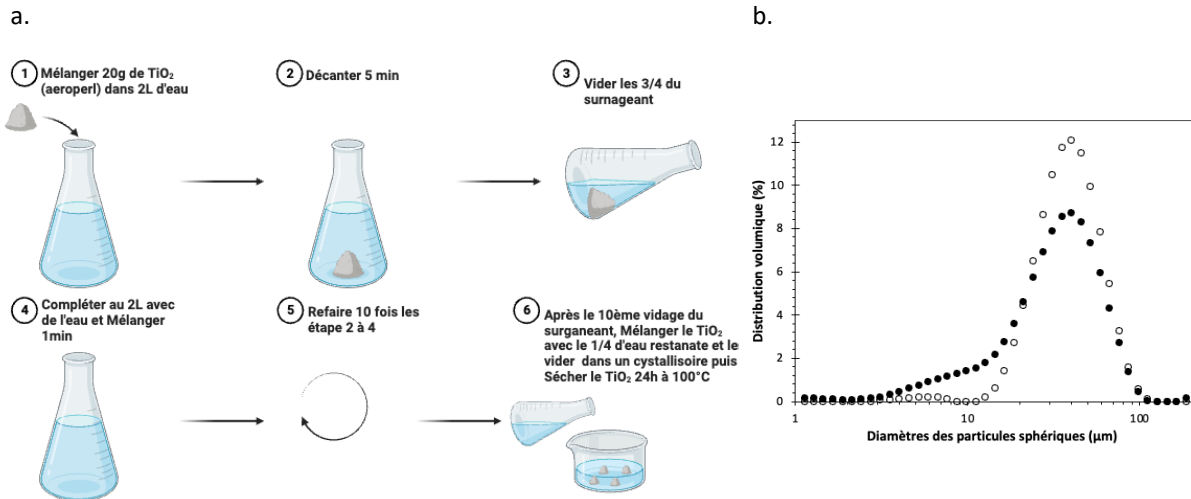 a.
b.
1 Mélanger 20g de TiO₂
(aeroperl) dans 2L d'eau
2 Décanter 5 min
3 Vider les 3/4 du
surnageant
4 Compléter au 2L avec
de l'eau et Mélanger
1min
5 Refaire 10 fois les
étape 2 à 4
6 Après le 10ème vidage du
surganeant, Mélanger le TiO₂
avec le 1/4 d'eau restanate et le
vider dans un cystallisoire puis
Sécher le TiO₂ 24h à 100°C
Distribution volumique (%)
12
10
8
6
4
2
0
1
10
100
Diamètres des particules sphériques (µm)